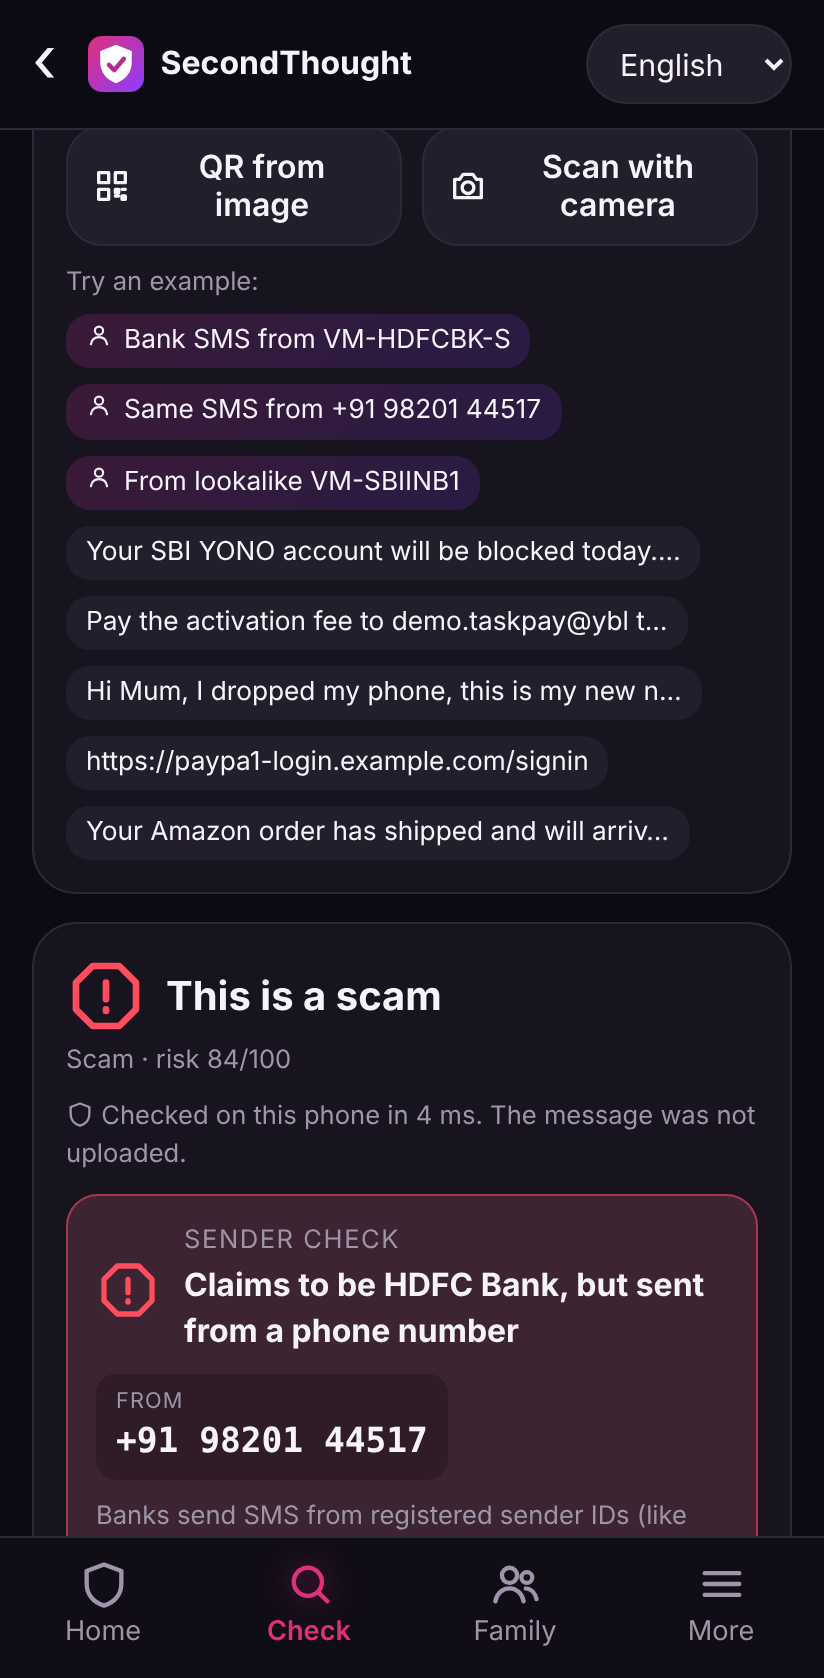 SecondThought
English
QR from
image
Scan with
camera
Try an example:
Bank SMS from VM-HDFCBK-S
Same SMS from +91 98201 44517
From lookalike VM-SBIINB1
Your SBI YONO account will be blocked today....
Pay the activation fee to demo.taskpay@ybl t...
Hi Mum, I dropped my phone, this is my new n...
https://paypa1-login.example.com/signin
Your Amazon order has shipped and will arriv...
This is a scam
Scam · risk 84/100
Checked on this phone in 4 ms. The message was not
uploaded.
SENDER CHECK
Claims to be HDFC Bank, but sent
from a phone number
FROM
+91 98201 44517
Banks send SMS from registered sender IDs (like
Home
Check
Family
More